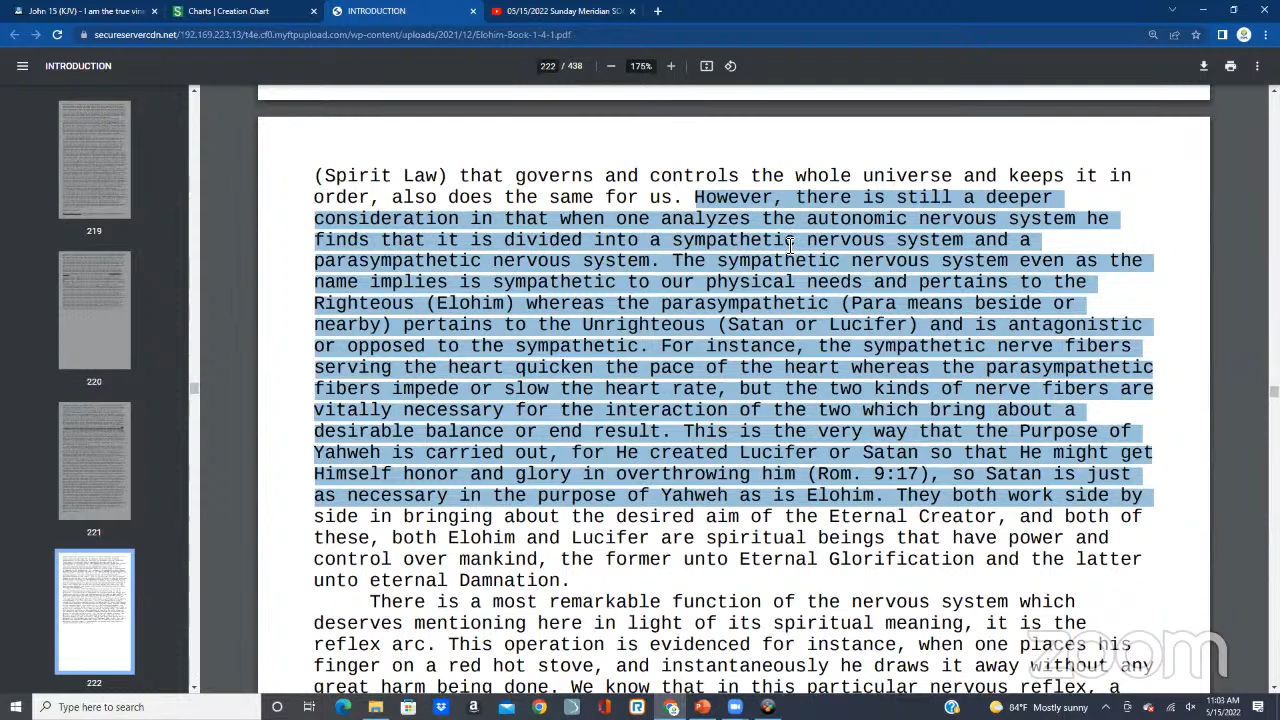 John 15 (KJV) - I am the true vin
Charts | Creation Chart
INTRODUCTION
05/15/2022 Sunday Meridian S
secureservercdn.net/192.169.223.13/t4e.cf0.myftpupload.com/wp-content/uploads/2021/12/Elohim-Book-1-4-1.pdf
INTRODUCTION
222 / 438
175%
(Spirit Law) that governs and controls the whole universe and keeps it in
order, also does the same for us. However, there is still a deeper
consideration in that when one analyzes the autonomic nervous system he
finds that it is divided into a sympathetic nervous system and a
parasympathetic nervous system. The sympathetic nervous system even as the
name implies is sympathetic to our physical needs and pertains to the
Righteous (Elohim) whereas the parasympathetic (Para means beside or
nearby) pertains to the Unrighteous (Satan or Lucifer) and is antagonistic
or opposed to the sympathetic. For instance, the sympathetic nerve fibers
serving the heart quicken the pace of the heart whereas the parasympathetic
fibers impede or slow the heart rate, but the two kinds of nerve fibers are
vitally necessary for the interaction of the two which bring about a
desirable balance or end result. This is the very way that the Purpose of
Yahweh is carried out, for He created Lucifer or Satan so that He might get
Himself honor and glory in overthrowing him (Rom. 9:17), so Satan is just
as necessary in the purpose of Yahweh as is Elohim. They both work side by
side in bringing about the desired aim of the Eternal Creator, and both of
these, both Elohim and Lucifer are spiritual beings that have power and
control over mankind, the former unto Eternal Glorification and the latter
unto eternal Damnation.
There is a most remarkable function of the nervous system which
deserves mentioning here in light of its spiritual meaning, it is the
reflex arc. This operation is evidenced for instance, when one places his
finger on a red hot stove, and instantaneously he draws it away without any
great harm being done. We know that in this particular nervous reflex, a
219
220
221
222
zoom
Type here to search
84°F Mostly sunny
11:03 AM
5/15/2022